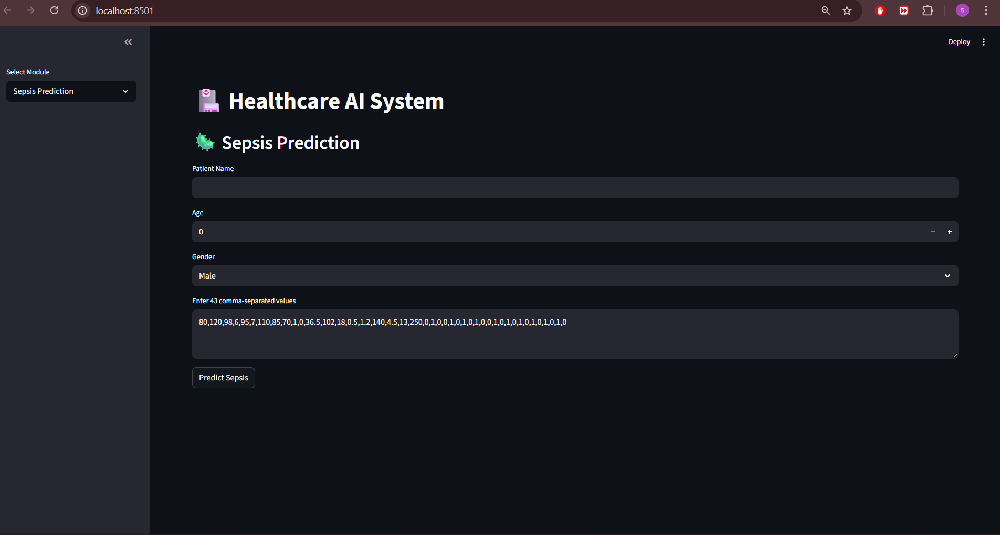 localhost:8501
S
Deploy
Select Module
Sepsis Prediction
Healthcare AI System
Sepsis Prediction
Patient Name
Age
0
Gender
Male
Enter 43 comma-separated values
80,120,98,6,95,7,110,85,70,1,0,36.5,102,18,0.5,1.2,140,4.5,13,250,0,1,0,0,1,0,1,0,1,0,0,1,0,1,0,1,0,1,0,1,0,1,0
Predict Sepsis